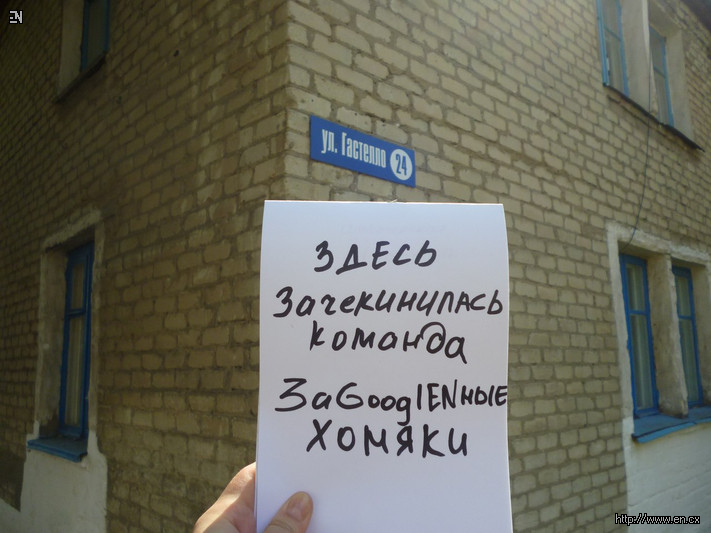 EN
ул. Гастелло 24
ЗДЕСЬ
Зачекинилась
команда
ЗаGooglENные
ХОМЯКИ
http://www.en.cx